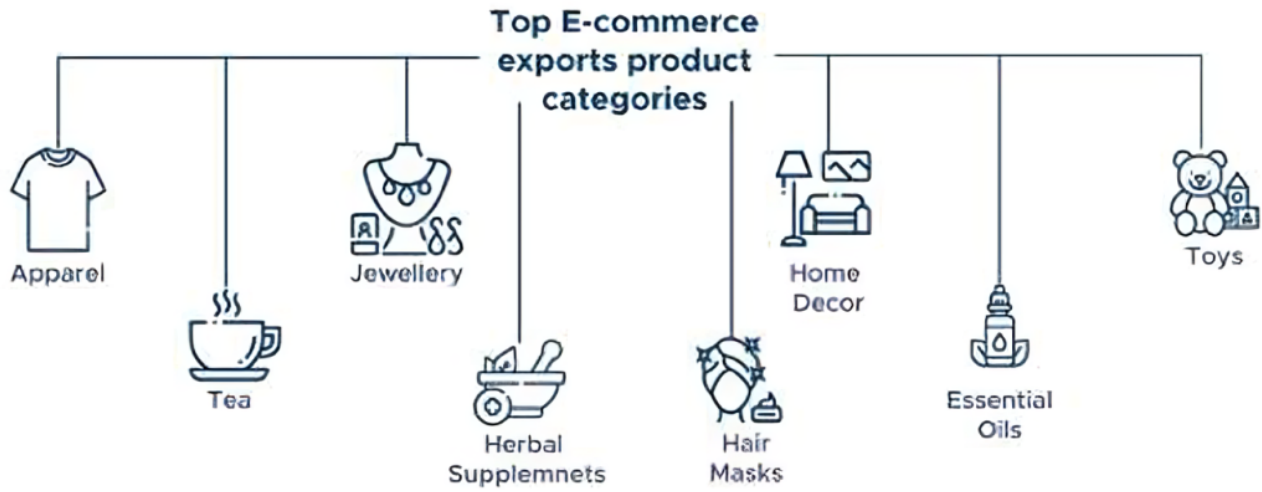 Top E-commerce
exports product
categories
Apparel
Tea
Jewellery
Herbal
Supplemnets
Hair
Masks
Home
Decor
Essential
Oils
Toys